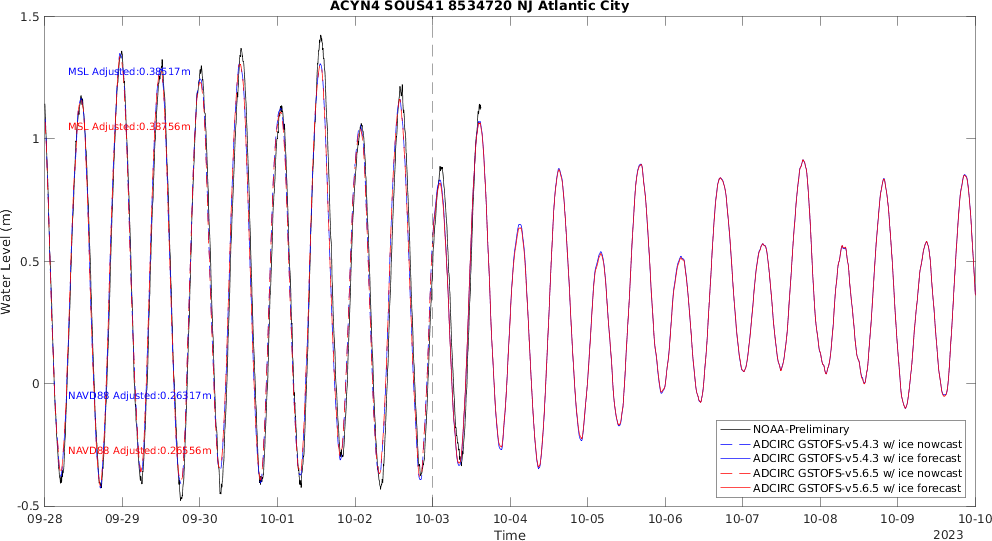 ACYN4 SOUS41 8534720 NJ Atlantic City
1.5
MSL Adjusted:0.38517m
MSL Adjusted:0.38756m
1
Water Level (m)
0.5
0
NAVD88 Adjusted:0.26317m
NAVD88 Adjusted:0.26556m
-0.5
NOAA-Preliminary
ADCIRC GSTOFS-v5.4.3 w/ ice nowcast
ADCIRC GSTOFS-v5.4.3 w/ ice forecast
ADCIRC GSTOFS-v5.6.5 w/ ice nowcast
ADCIRC GSTOFS-v5.6.5 w/ ice forecast
09-28 09-29 09-30 10-01 10-02 10-03 10-04 10-05 10-06 10-07 10-08 10-09 10-10
Time
2023